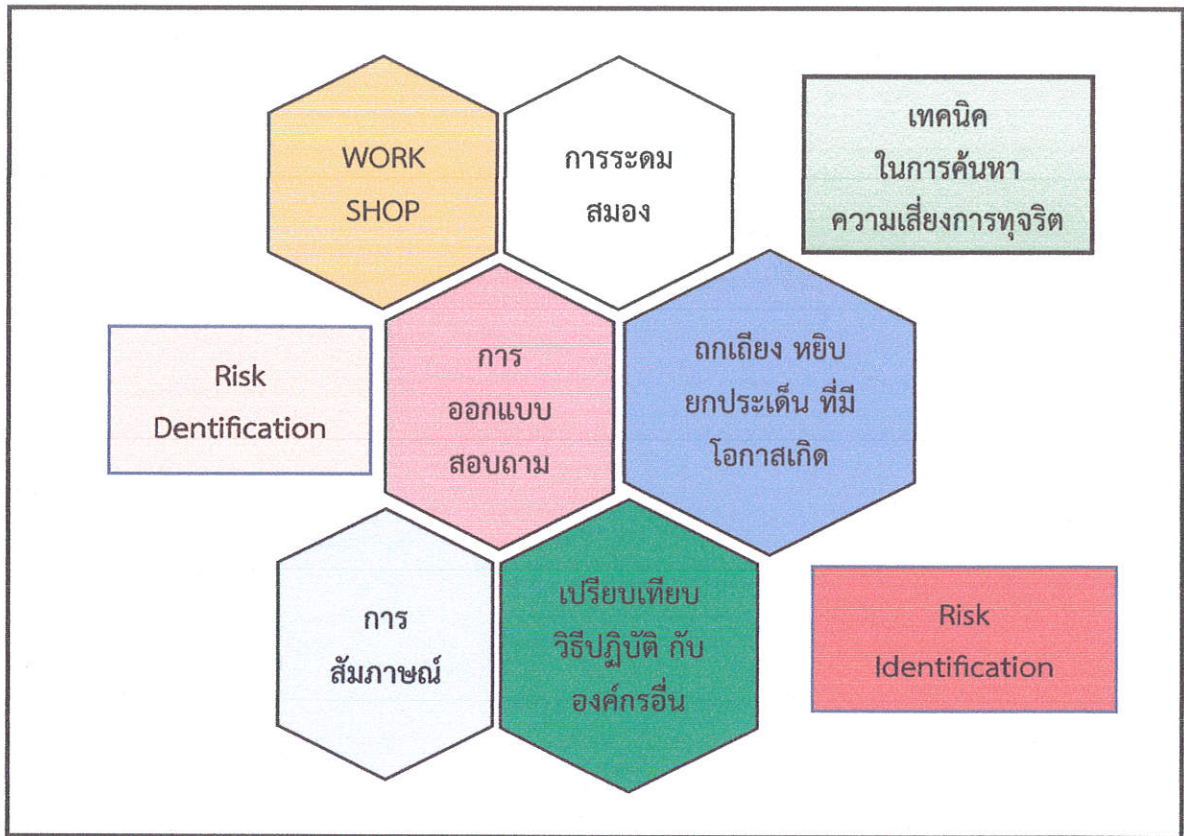 WORK
SHOP
การระดม
สมอง
เทคนิค
ในการค้นหา
ความเสี่ยงการทุจริต
Risk
Dentification
การ
ออกแบบ
สอบถาม
ถกเถียง หยิบ
ยกประเด็น ที่มี
โอกาสเกิด
การ
สัมภาษณ์
เปรียบเทียบ
วิธีปฏิบัติ กับ
องค์กรอื่น
Risk
Identification